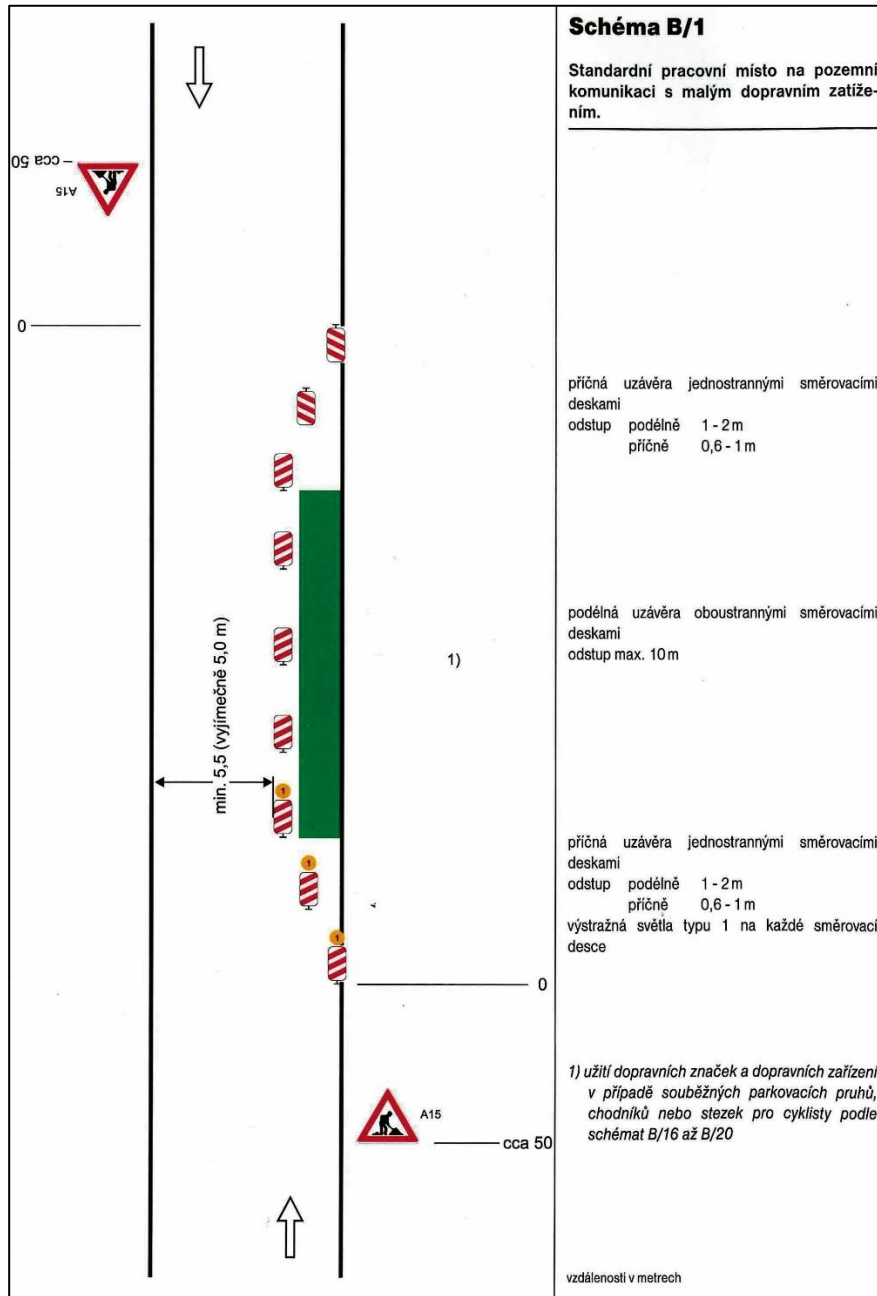 Schéma B/1
Standardní pracovní místo na pozemní
komunikaci s malým dopravním zatíže-
ním.
cca 50
A15
0
příčná uzávěra jednostrannými směrovacími
deskami
odstup podélně 1 - 2 m
příčně 0,6 - 1 m
podélná uzávěra oboustrannými směrovacími
deskami
odstup max. 10 m
min. 5,5 (vyjímečně 5,0 m)
1)
1
1
1
příčná uzávěra jednostrannými směrovacími
deskami
odstup podélně 1 - 2 m
příčně 0,6 - 1 m
výstražná světla typu 1 na každé směrovací
desce
0
A15
cca 50
1) užití dopravních značek a dopravních zařízení
v případě souběžných parkovacích pruhů,
chodníků nebo stezek pro cyklisty podle
schémat B/16 až B/20
vzdálenosti v metrech